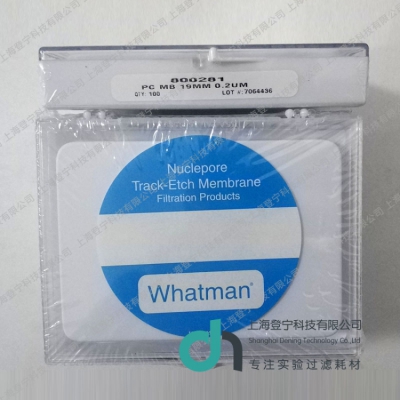 800281
PC MB 19MM 0.2UM
QTY: 100 LOT #: 7064436
Nuclepore
Track-Etch Membrane
Filtration Products
Whatman®
上海登宁科技有限公司
Shanghai Dening Technology Co.,Ltd
专注实验过滤耗材